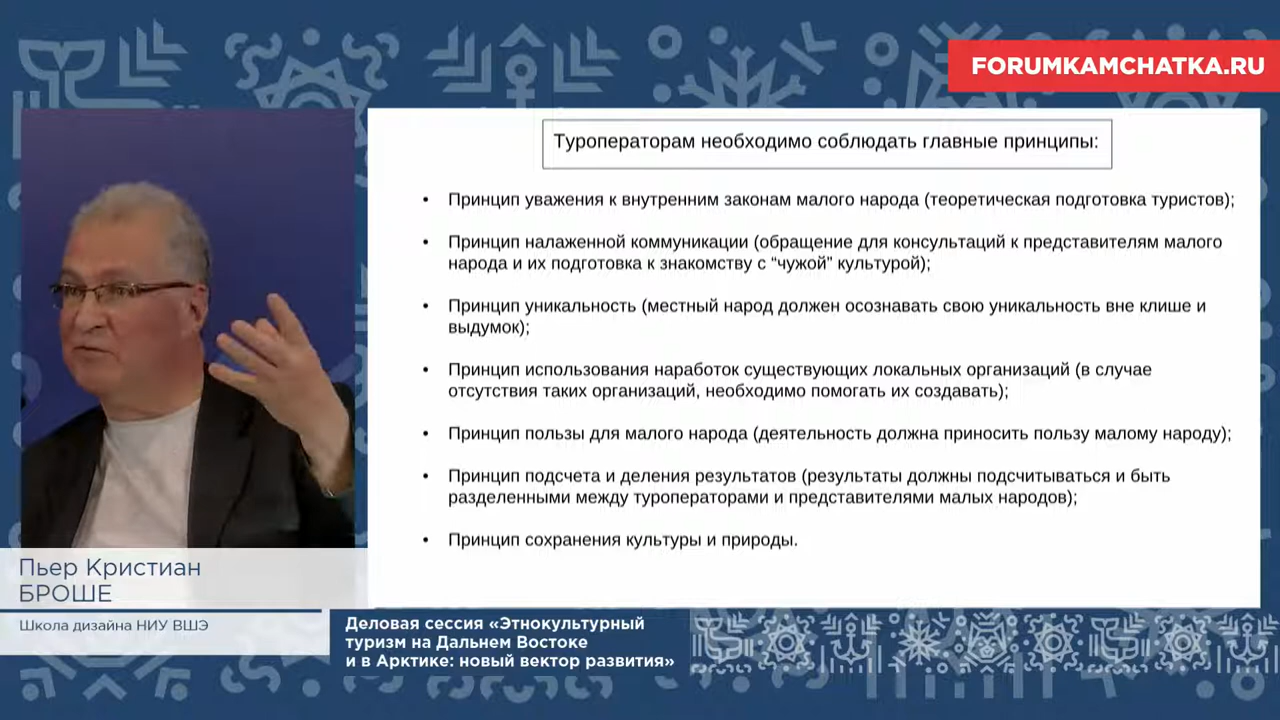 FORUMKAMCHATKA.RU
Туроператорам необходимо соблюдать главные принципы:
• Принцип уважения к внутренним законам малого народа (теоретическая подготовка туристов);
• Принцип налаженной коммуникации (обращение для консультаций к представителям малого
народа и их подготовка к знакомству с “чужой” культурой);
• Принцип уникальность (местный народ должен осознавать свою уникальность вне клише и
выдумок);
• Принцип использования наработок существующих локальных организаций (в случае
отсутствия таких организаций, необходимо помогать их создавать);
• Принцип пользы для малого народа (деятельность должна приносить пользу малому народу);
• Принцип подсчета и деления результатов (результаты должны подсчитываться и быть
разделенными между туроператорами и представителями малых народов);
• Принцип сохранения культуры и природы.
Пьер Кристиан
БРОШЕ
Школа дизайна НИУ ВШЭ
Деловая сессия «Этнокультурный
туризм на Дальнем Востоке
и в Арктике: новый вектор развития»